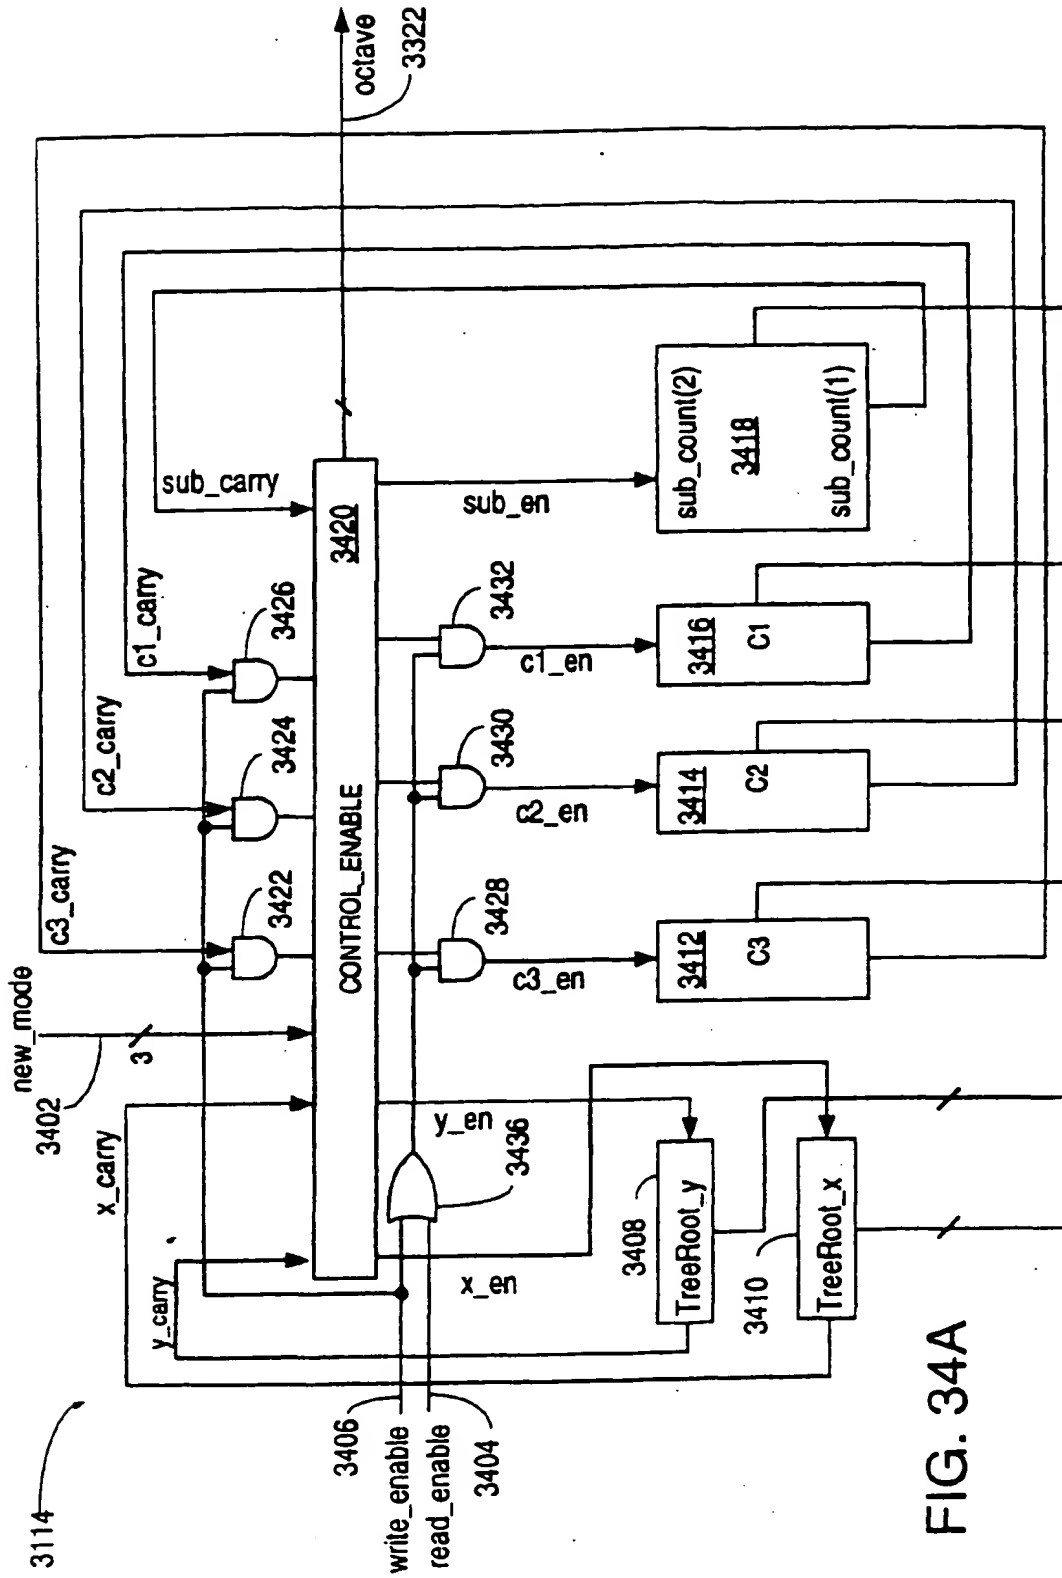 3114
octave
3322
c3_carry
c2_carry
c1_carry
sub_carry
new_mode
3402
3
x_carry
y_carry
3422
3424
3426
CONTROL_ENABLE
3420
3406
write_enable
read_enable
3404
3436
x_en
y_en
3428
3430
3432
c3_en
c2_en
c1_en
sub_en
3408
TreeRoot_y
3410
TreeRoot_x
3412
C3
3414
C2
3416
C1
sub_count(2)
3418
sub_count(1)
FIG. 34A